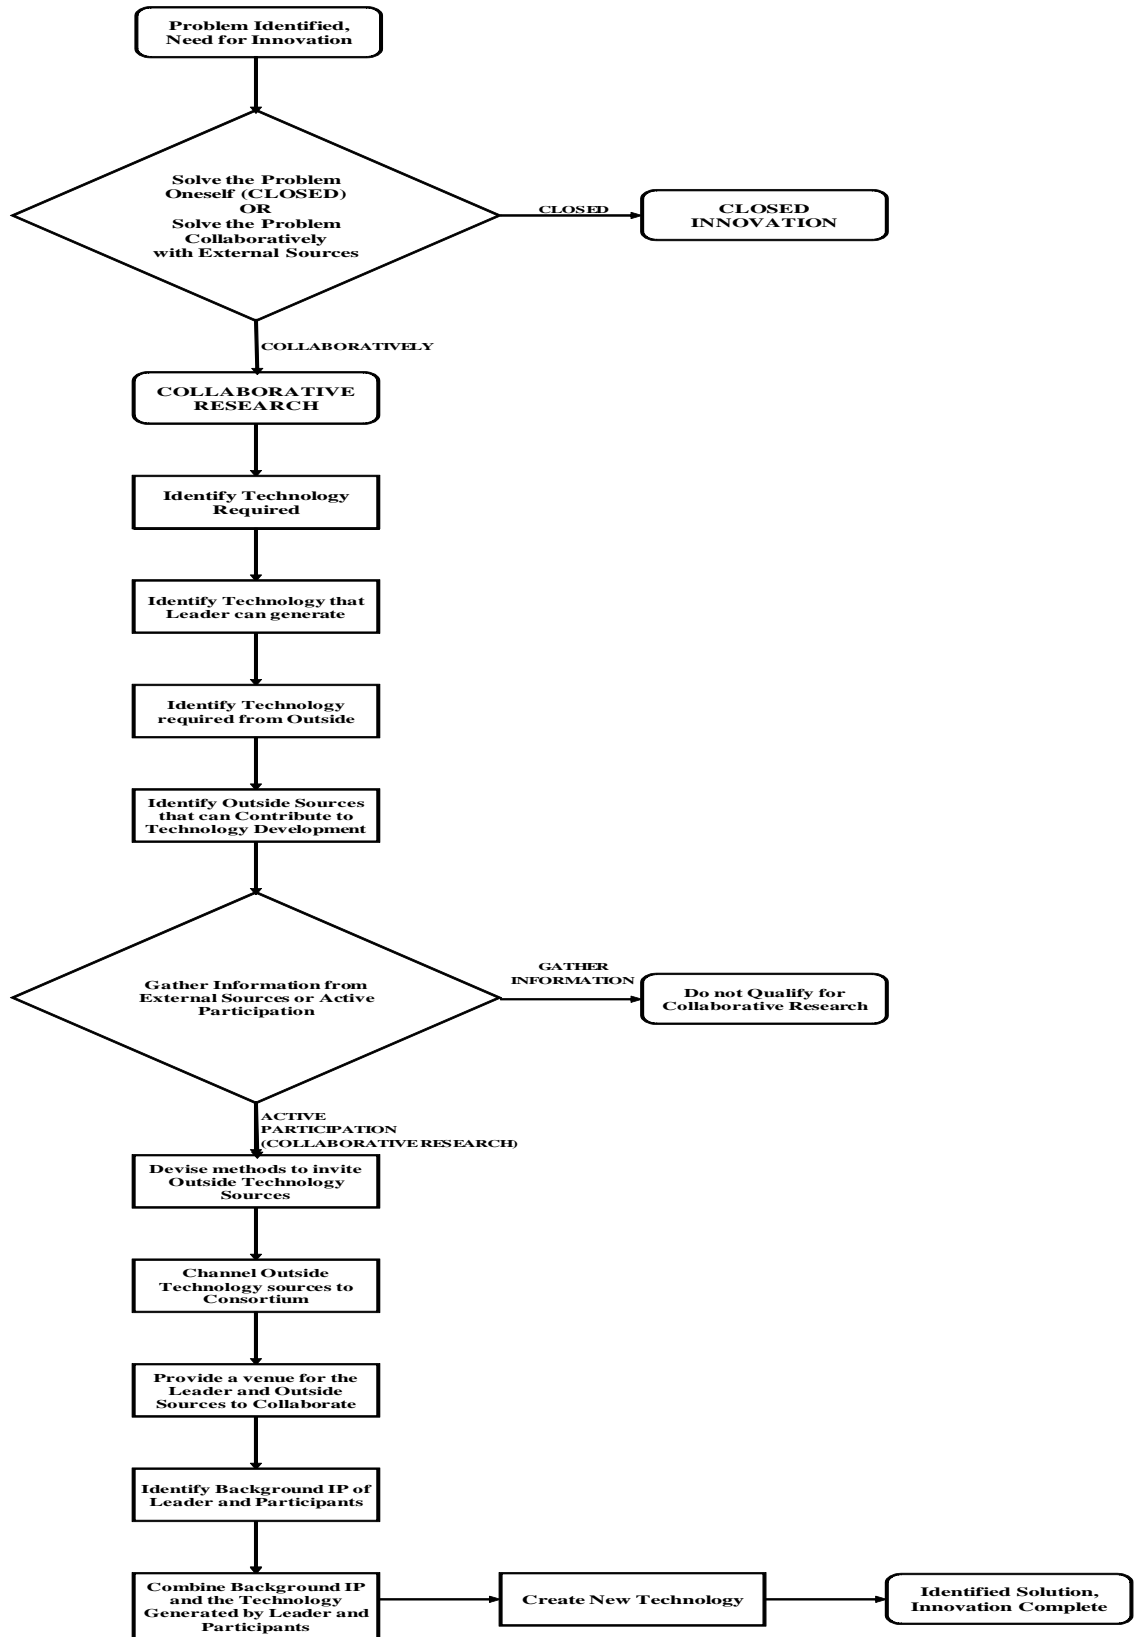 Problem Identified,
Need for Innovation
Solve the Problem
Oneself (CLOSED)
OR
Solve the Problem
Collaboratively
with External Sources
CLOSED
CLOSED
INNOVATION
COLLABORATIVELY
COLLABORATIVE
RESEARCH
Identify Technology
Required
Identify Technology that
Leader can generate
Identify Technology
required from Outside
Identify Outside Sources
that can Contribute to
Technology Development
Gather Information from
External Sources or Active
Participation
GATHER
INFORMATION
Do not Qualify for
Collaborative Research
ACTIVE
PARTICIPATION
(COLLABORATIVE RESEARCH)
Devise methods to invite
Outside Technology
Sources
Channel Outside
Technology sources to
Consortium
Provide a venue for the
Leader and Outside
Sources to Collaborate
Identify Background IP of
Leader and Participants
Combine Background IP
and the Technology
Generated by Leader and
Participants
Create New Technology
Identified Solution,
Innovation Complete